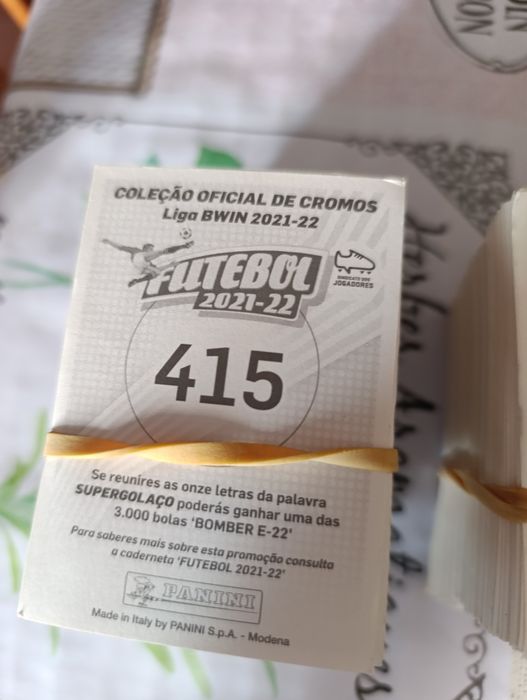 COLEÇÃO OFICIAL DE CROMOS
Liga BWIN 2021-22
FUTEBOL
2021-22
SINDICATO DOS
JOGADORES
415
Se reunires as onze letras da palavra
SUPERGOLAÇO poderás ganhar uma das
3.000 bolas 'BOMBER E-22'
Para saberes mais sobre esta promoção consulta
a caderneta 'FUTEBOL 2021-22'
PANINI
Made in Italy by PANINI S.p.A. - Modena